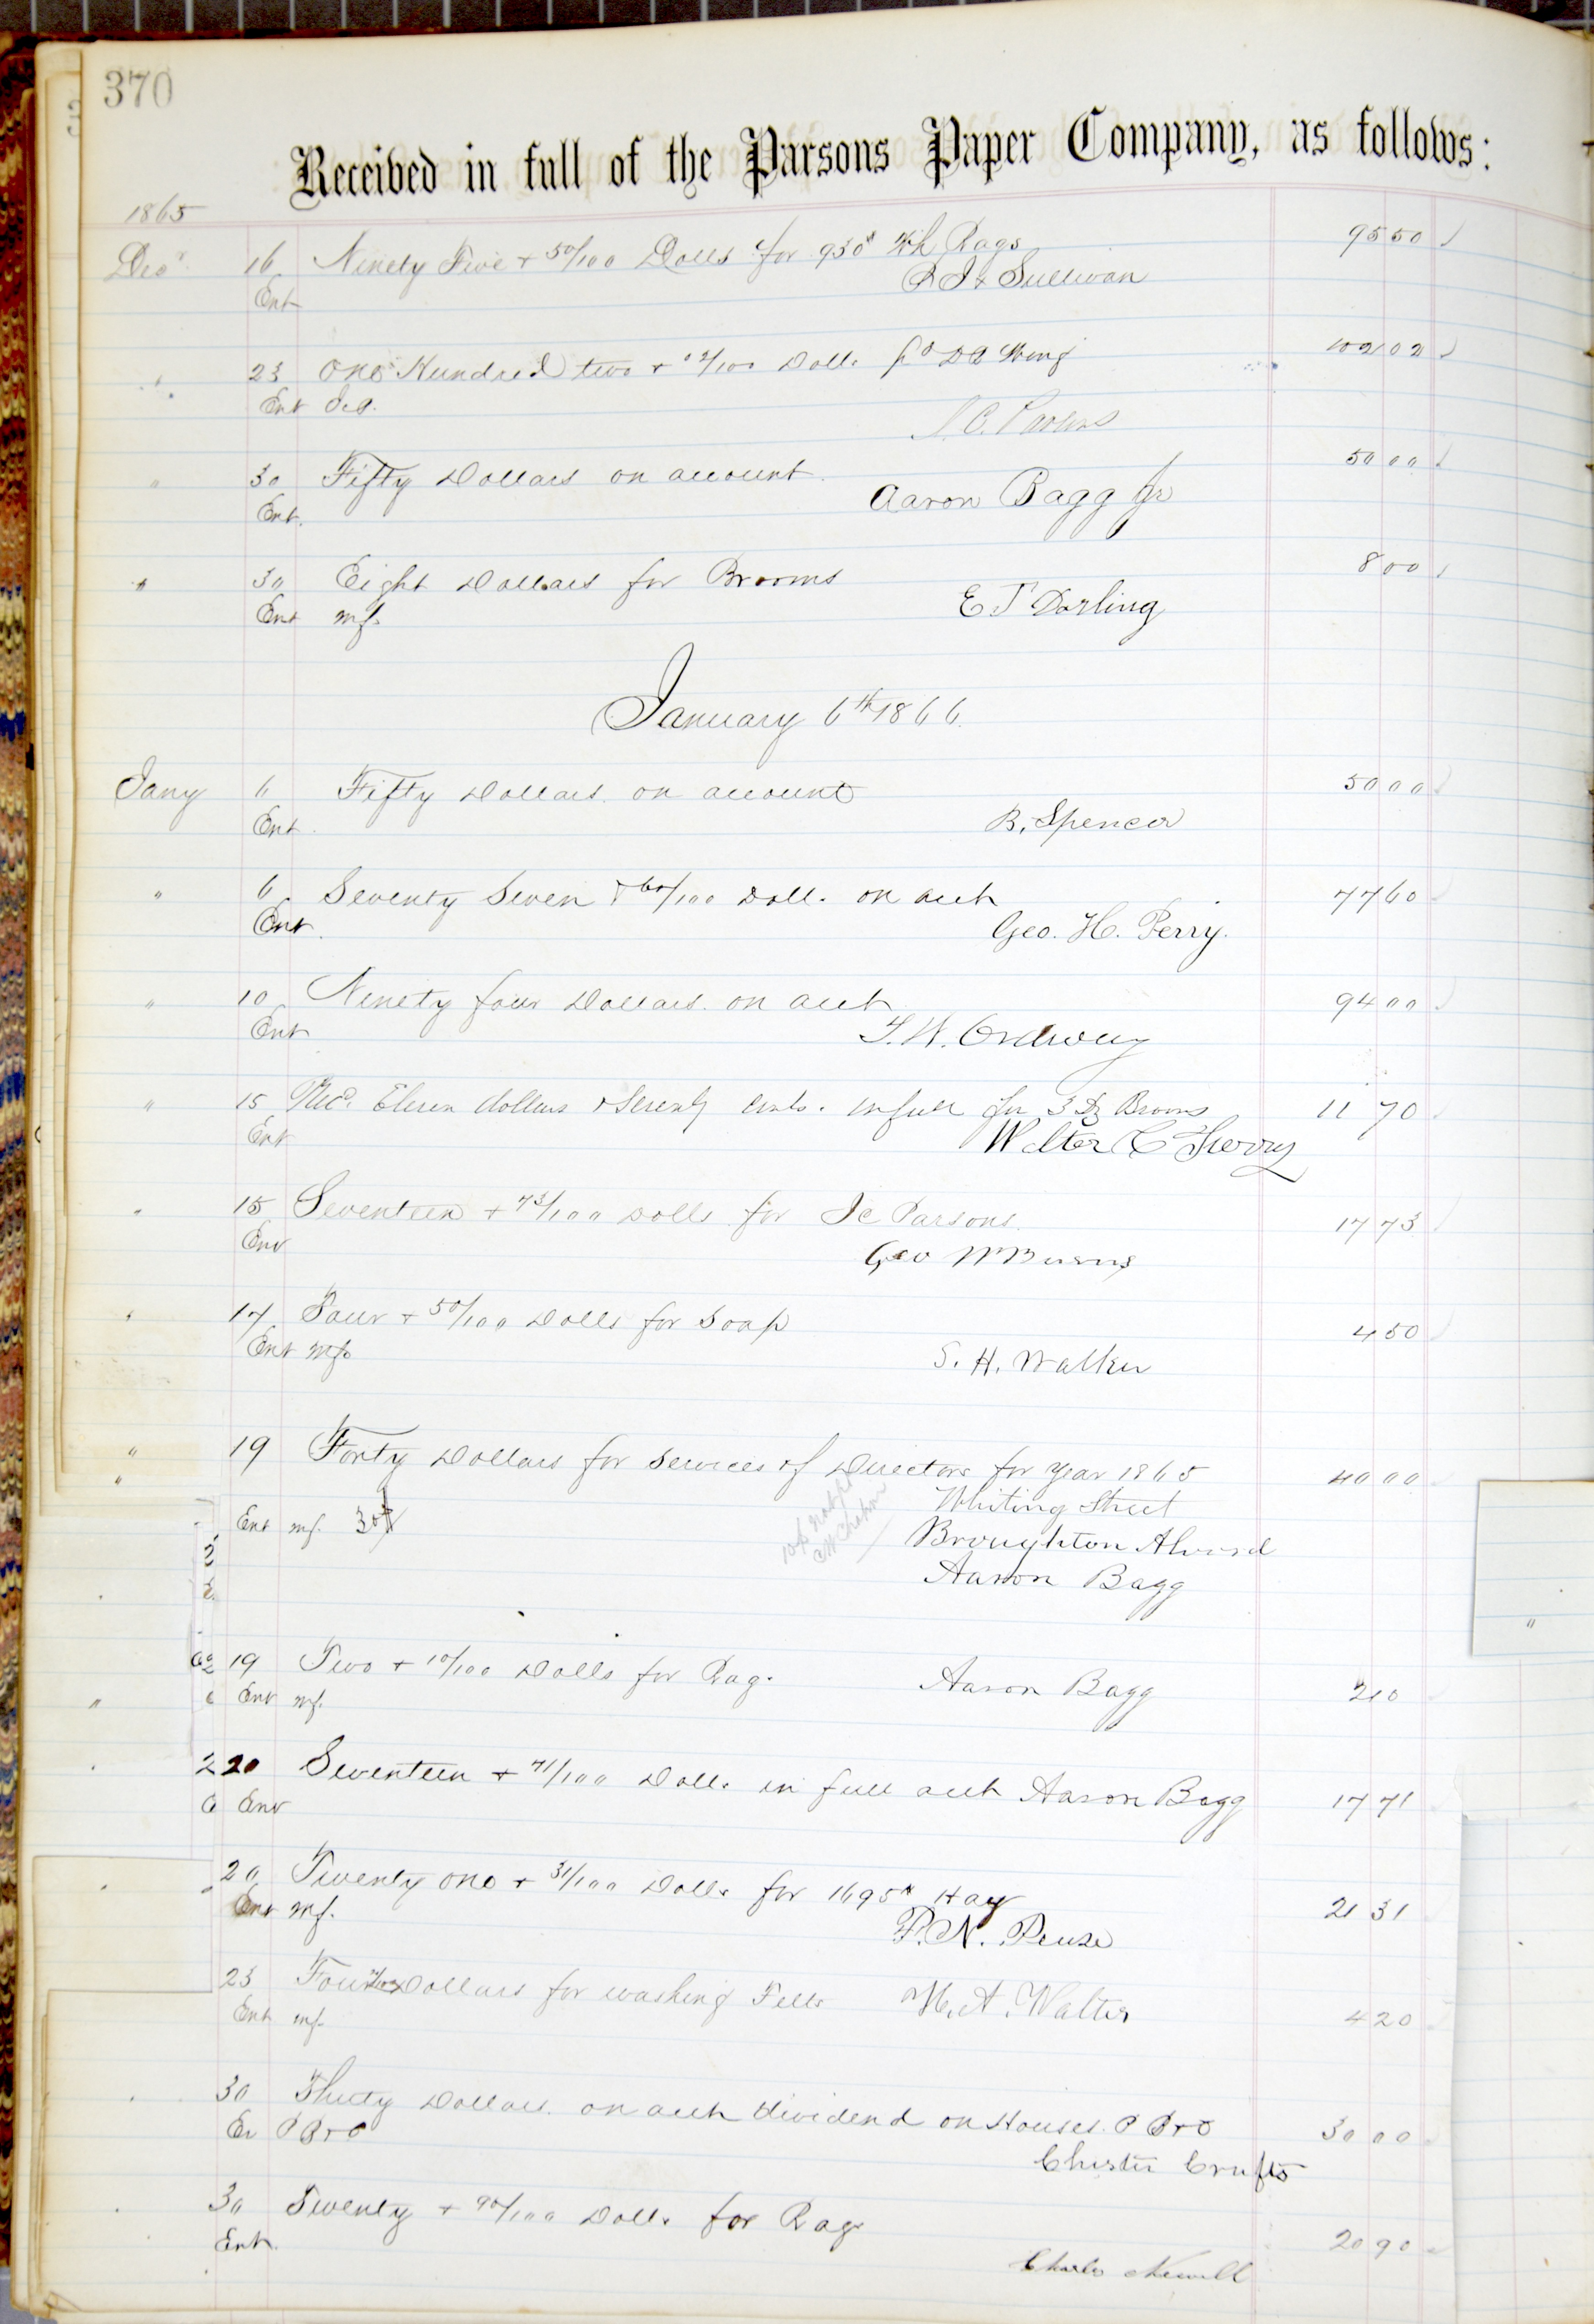 370
Received in full of the Parsons Paper Company, as follows:
1865
Decr 16 Ninety Five + 50/100 Dolls for 930# Wh Rags 95 50
Ent P J Sullivan
" 23 One Hundred two + 02/100 Dolls 102 02
Ent J. C. Parsons
" 30 Fifty Dollars on account 50 00
Ent. Aaron Bagg Jr
" 30 Eight Dollars for Brooms 8 00
Ent mf. E T Darling
January 6th 1866
Jany 6 Fifty Dollars on account 50 00
Ent B. Spencer
" 6 Seventy Seven + 60/100 Doll. on acct 77 60
Ent. Geo. H. Perry.
" 10 Ninety four Dollars on acct 94 00
Ent Ordway
" 15 Recd. Eleven dollars + Seventy cents. in full for 3 Dz Brooms 11 70
Ent Walter C
" 15 Seventeen + 73/100 Dolls for J C Parsons 17 73
Ent Geo W Burns
" 17 Four + 50/100 Dolls for Soap 4 50
Ent mf. S. H. Walker
" 19 Forty Dollars for Services of Directors for year 1865 40 00
Whiting Street
Ent mf. 30 Broughton Alvord
Aaron Bagg
19 Two + 10/100 Dolls for Rags Aaron Bagg 2 10
" Ent mf.
20 Seventeen + 71/100 Dolls in full acct Aaron Bagg 17 71
Ent
20 Twenty one + 31/100 Dolls for 1695# Hay 21 31
Ent mf. P. N. Pease
23 Four 20/100 Dollars for washing Felts H. A. Walter 4 20
Ent mf.
30 Thirty Dollars on acct dividend on Houses P Bro 30 00
En P Bro Chester Crafts
30 Twenty + 90/100 Dolls for Rags 20 90
Ent. Charles Newell